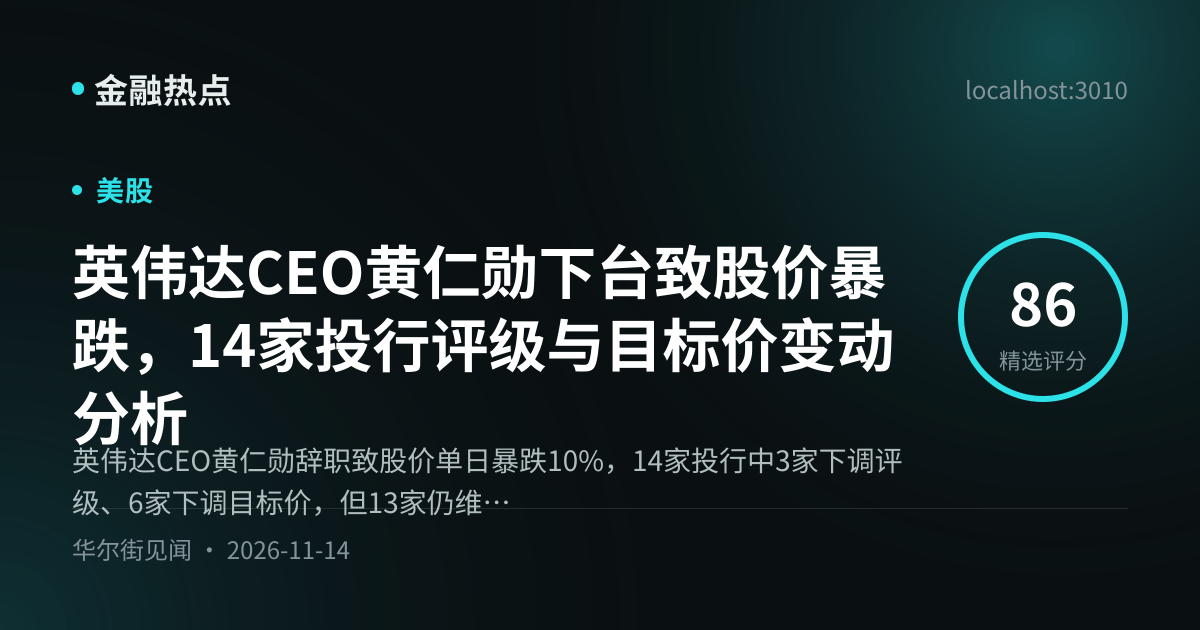 金融热点
localhost:3010
美股
英伟达CEO黄仁勋下台致股价暴
跌，14家投行评级与目标价变动
分析
86
精选评分
英伟达CEO黄仁勋辞职致股价单日暴跌10%，14家投行中3家下调评
级、6家下调目标价，但13家仍维…
华尔街见闻 · 2026-11-14